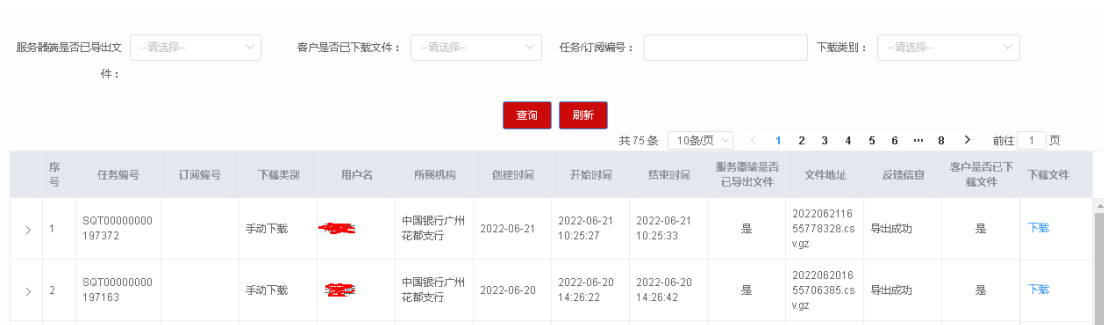 服务器端是否已导出文 --请选择-- 客户是否已下载文件： --请选择-- 任务/订阅编号： 下载类别： --请选择--
件：
查询 刷新
共 75 条 10条/页 < 1 2 3 4 5 6 ··· 8 > 前往 1 页
序号 任务编号 订阅编号 下载类别 用户名 所属机构 创建时间 开始时间 结束时间 服务器端是否已导出文件 文件地址 反馈信息 客户是否已下载文件 下载文件
> 1 SQT00000000 手动下载 中国银行广州 2022-06-21 2022-06-21 2022-06-21 是 2022062116 导出成功 是 下载
197372 花都支行 10:25:27 10:25:33 55778328.cs
v.gz
> 2 SQT00000000 手动下载 中国银行广州 2022-06-20 2022-06-20 2022-06-20 是 2022062016 导出成功 是 下载
197163 花都支行 14:26:22 14:26:42 55706385.cs
v.gz